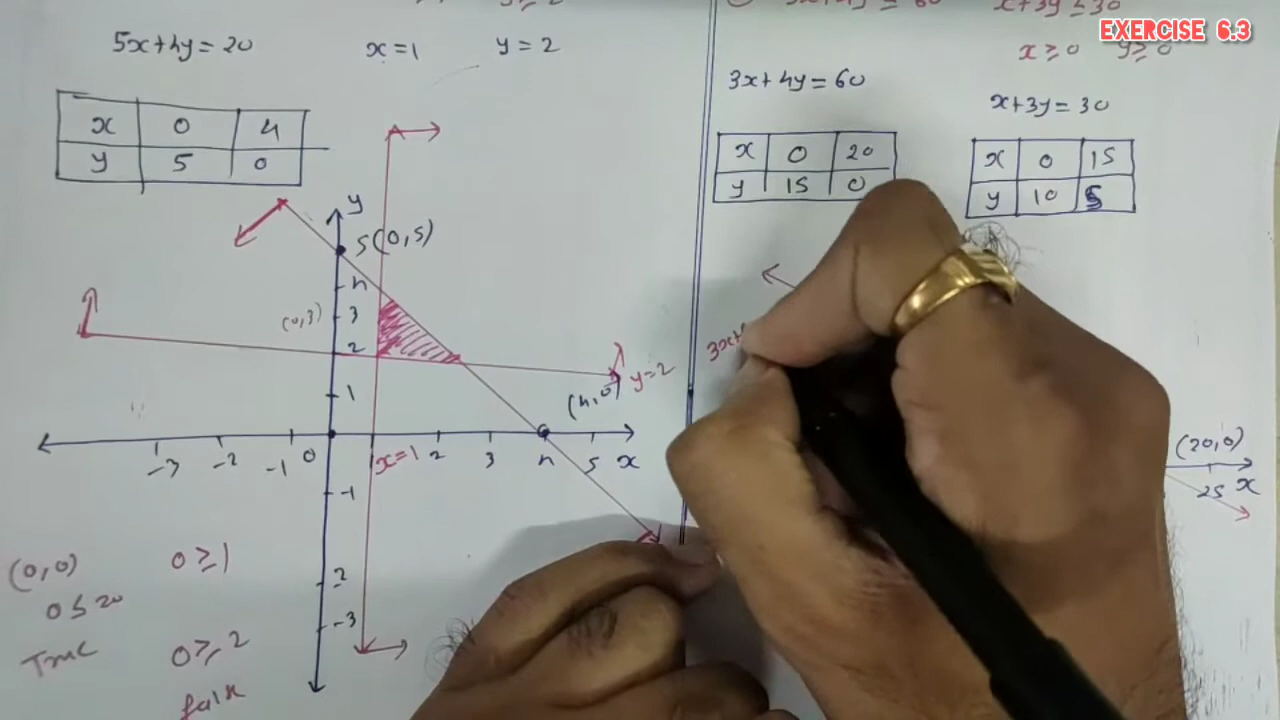 EXERCISE 6.3
x+3y ≤ 30
x ≥ 0 y ≥ 0
5x+4y = 20 x = 1 y = 2
x 0 4
y 5 0
3x+4y = 60
x 0 20
y 15 0
x+3y = 30
x 0 15
y 10 5
y
5 (0,5)
4
(0,3) 3
2
y=2
1
(4,0)
-3 -2 -1 0 x=1 2 3 4 5 x
-1
2
-3
(0,0) 0 ≥ 1
0 ≤ 20
True 0 ≥ 2
false
3x+
(20,0)
25 x